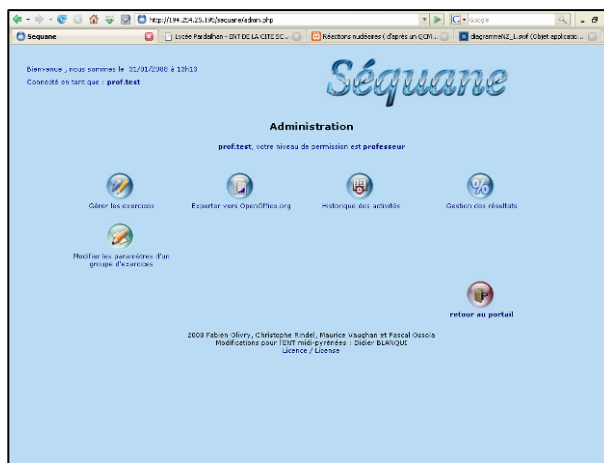 http://194.254.25.195/sequane/admin.php
Google
Sequane
Lycée Pardailhan - ENT DE LA CITE SC...
Réactions nucléaires ( d'après un QCM ...
diagrammeNZ_L.swf (Objet applicatio...
Bienvenue , nous sommes le 31/01/2008 à 13h13
Connecté en tant que : prof.test
Séquane
Administration
prof.test, votre niveau de permission est professeur
Gérer les exercices
Exporter vers OpenOffice.org
Historique des activités
Gestion des résultats
Modifier les paramètres d'un
groupe d'exercices
retour au portail
Fabien Olivry, Christophe Rindel, Maurice Vaughan et Pascal Ossola
Modifications pour l'ENT midi-pyrénées : Didier BLANQUI
Licence / License